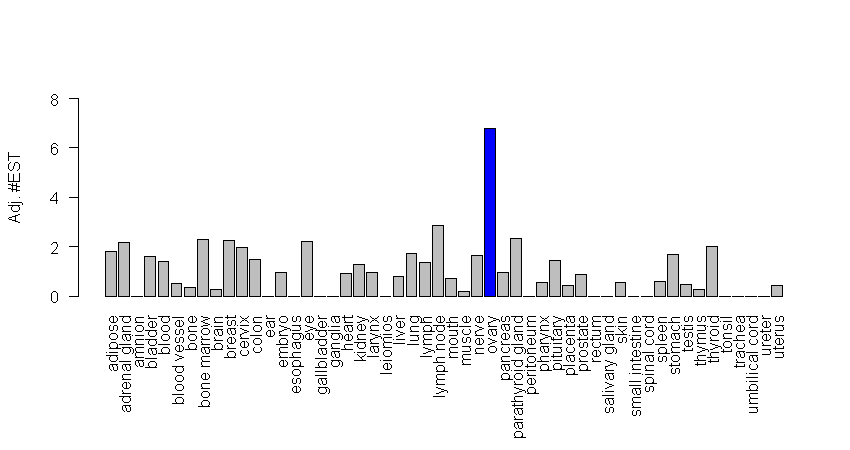 Adj. #EST
8
6
4
2
0
adipose
adrenal gland
amnion
bladder
blood
blood vessel
bone
bone marrow
brain
breast
cervix
colon
ear
embryo
esophagus
eye
gallbladder
ganglia
heart
kidney
larynx
leiomios
liver
lung
lymph
lymph node
mouth
muscle
nerve
ovary
pancreas
parathyroid gland
peritoneum
pharynx
pituitary
placenta
prostate
rectum
salivary gland
skin
small intestine
spinal cord
spleen
stomach
testis
thymus
thyroid
tonsil
trachea
umbilical cord
ureter
uterus